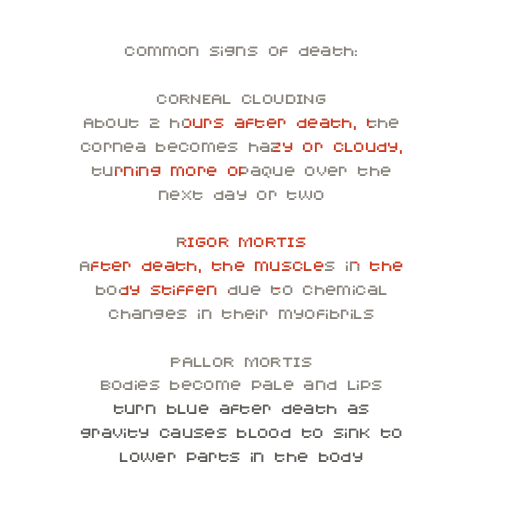 Common signs of death:
CORNEAL CLOUDING
About 2 hours after death, the
cornea becomes hazy or cloudy,
turning more opaque over the
next day or two
RIGOR MORTIS
After death, the muscles in the
body stiffen due to chemical
changes in their myofibrils
PALLOR MORTIS
Bodies become pale and lips
turn blue after death as
gravity causes blood to sink to
lower parts in the body